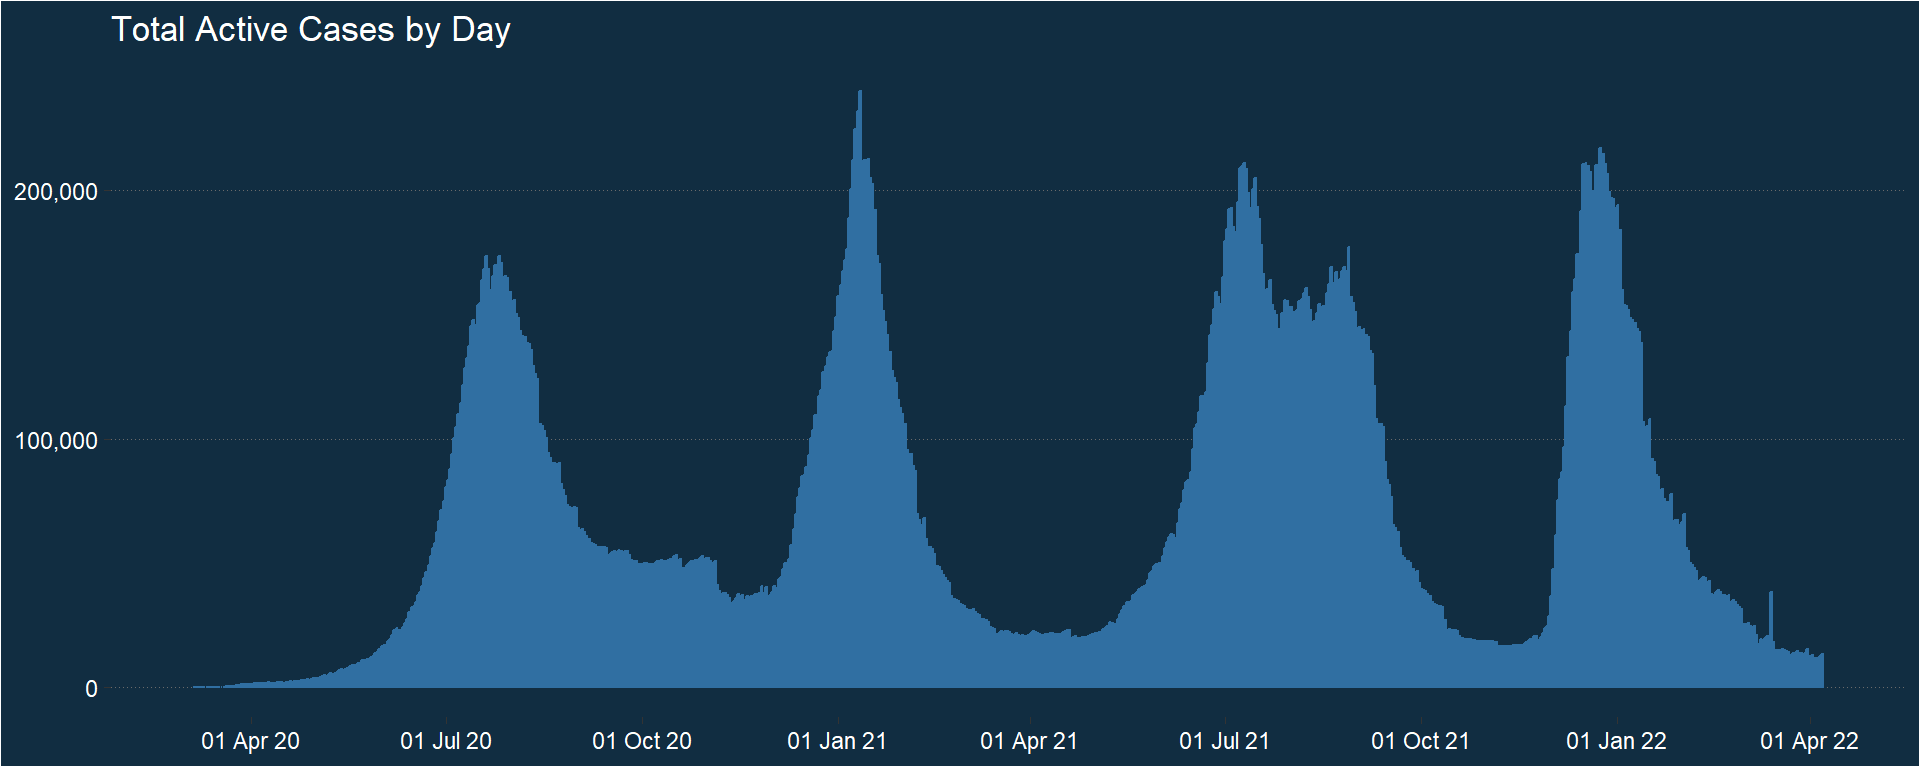 Total Active Cases by Day
200,000
100,000
0
01 Apr 20 01 Jul 20 01 Oct 20 01 Jan 21 01 Apr 21 01 Jul 21 01 Oct 21 01 Jan 22 01 Apr 22